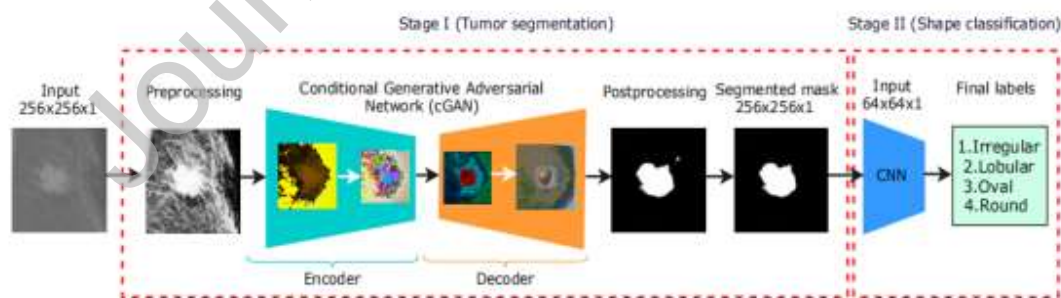 Stage I (Tumor segmentation)
Stage II (Shape classification)
Input
256x256x1
Preprocessing
Conditional Generative Adversarial
Network (cGAN)
Postprocessing
Segmented mask
256x256x1
Input
64x64x1
Final labels
CNN
1.Irregular
2.Lobular
3.Oval
4.Round
Encoder
Decoder
Jour